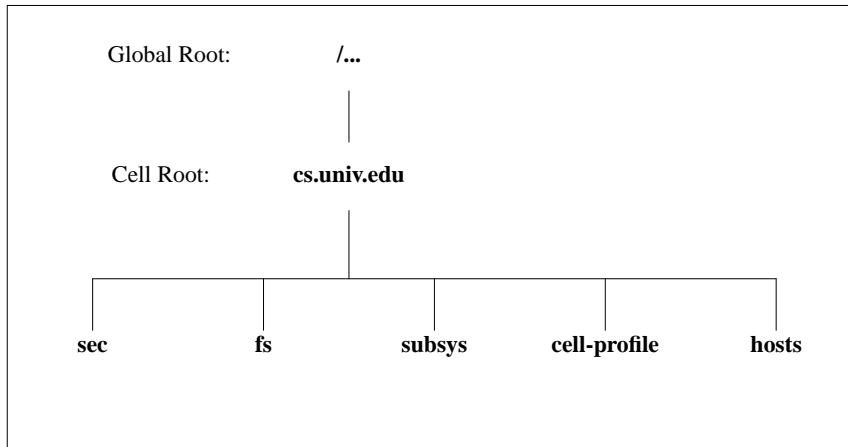 Global Root: /...
Cell Root: cs.univ.edu
sec fs subsys cell-profile hosts